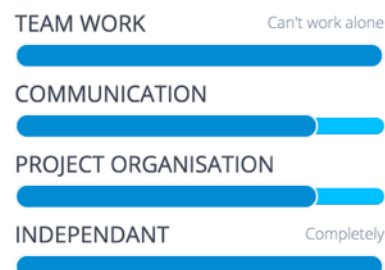 TEAM WORK Can't work alone
COMMUNICATION
PROJECT ORGANISATION
INDEPENDANT Completely